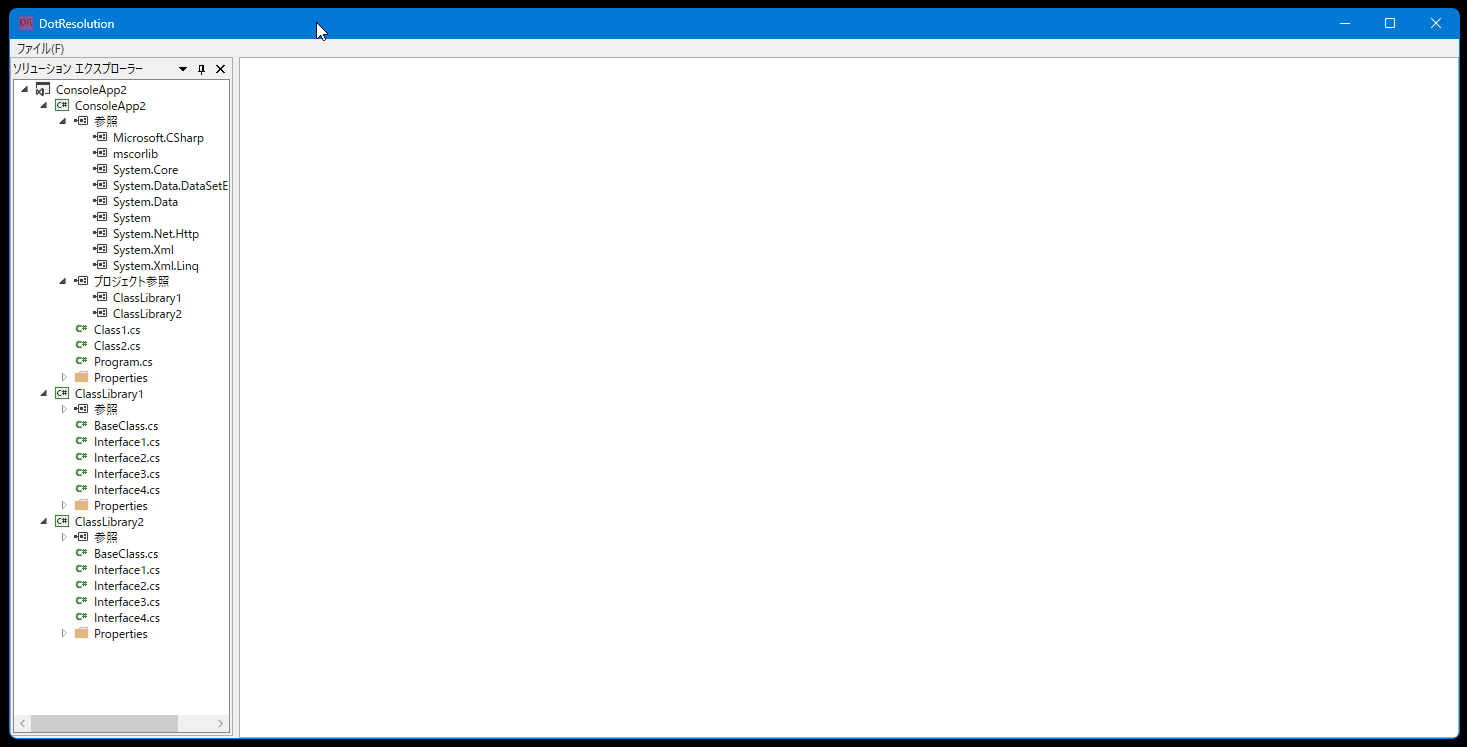 DotResolution
ファイル(F)
ソリューション エクスプローラー
ConsoleApp2
ConsoleApp2
参照
Microsoft.CSharp
mscorlib
System.Core
System.Data.DataSetE
System.Data
System
System.Net.Http
System.Xml
System.Xml.Linq
プロジェクト参照
ClassLibrary1
ClassLibrary2
C# Class1.cs
C# Class2.cs
C# Program.cs
Properties
C# ClassLibrary1
参照
C# BaseClass.cs
C# Interface1.cs
C# Interface2.cs
C# Interface3.cs
C# Interface4.cs
Properties
C# ClassLibrary2
参照
C# BaseClass.cs
C# Interface1.cs
C# Interface2.cs
C# Interface3.cs
C# Interface4.cs
Properties